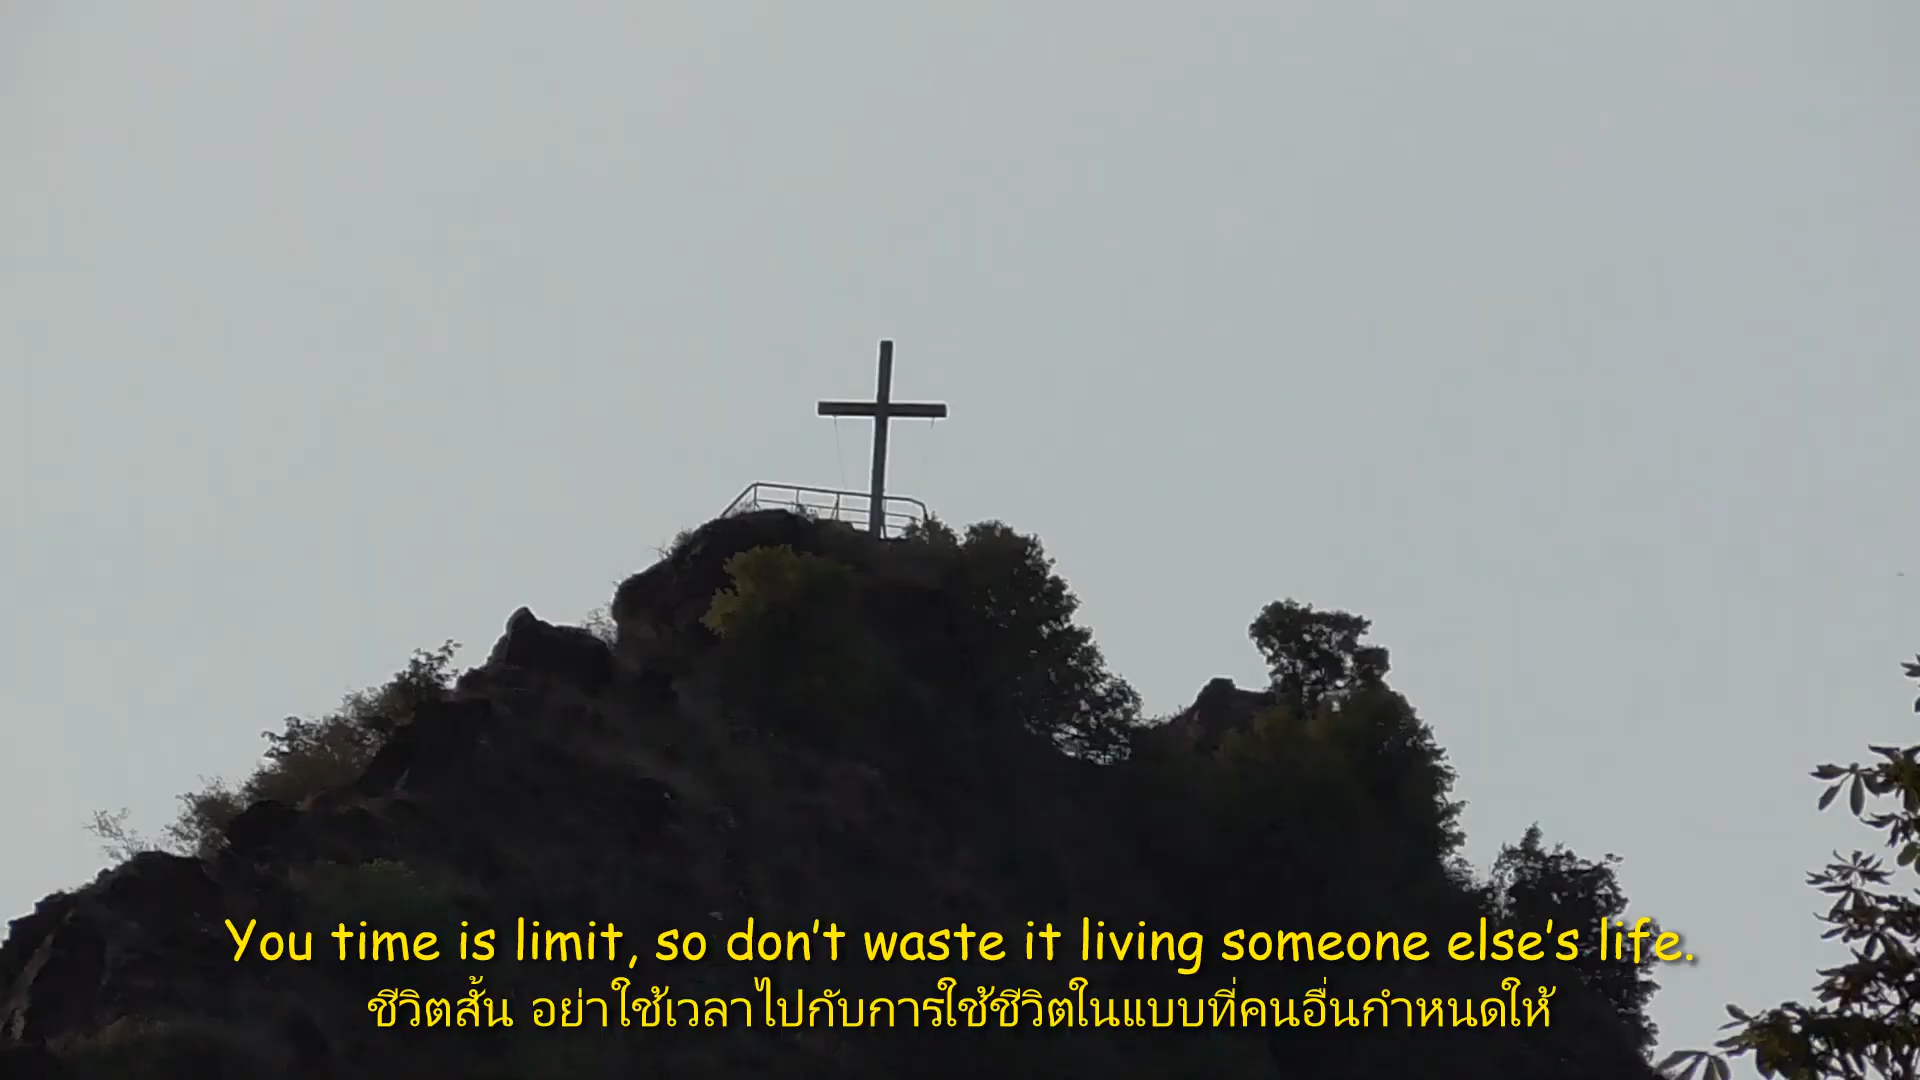 You time is limit, so don't waste it living someone else's life.
ชีวิตสั้น อย่าใช้เวลาไปกับการใช้ชีวิตในแบบที่คนอื่นกำหนดให้